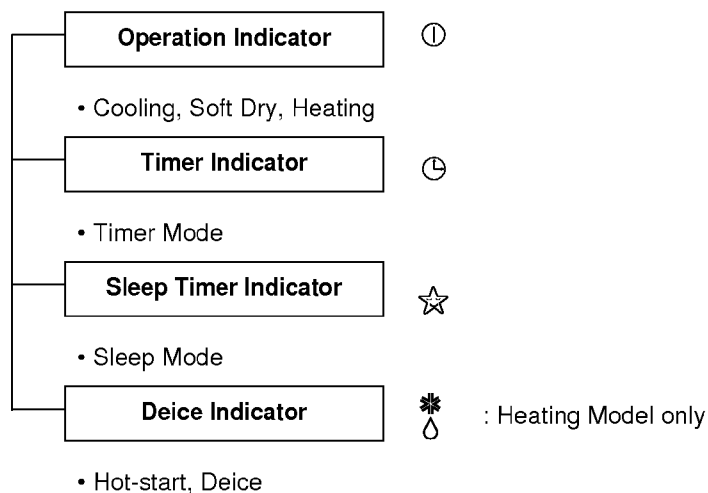 Operation Indicator
• Cooling, Soft Dry, Heating
Timer Indicator
• Timer Mode
Sleep Timer Indicator
• Sleep Mode
Deice Indicator : Heating Model only
• Hot-start, Deice